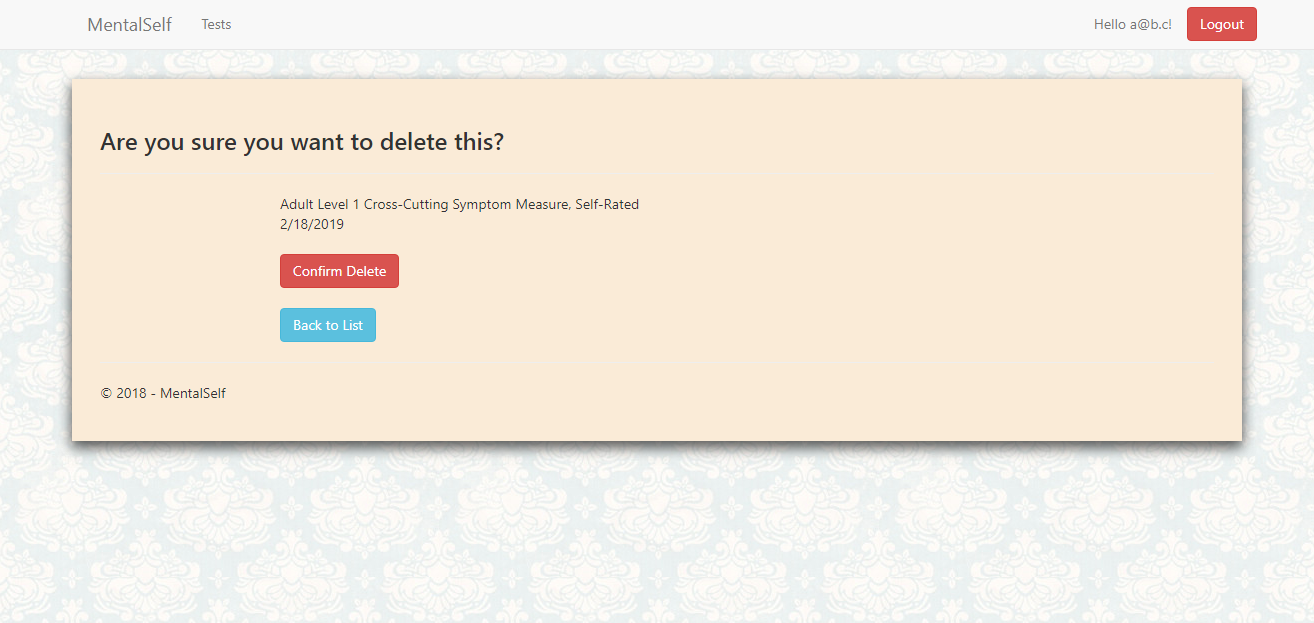 MentalSelf Tests Hello a@b.c! Logout
Are you sure you want to delete this?
Adult Level 1 Cross-Cutting Symptom Measure, Self-Rated
2/18/2019
Confirm Delete
Back to List
© 2018 - MentalSelf